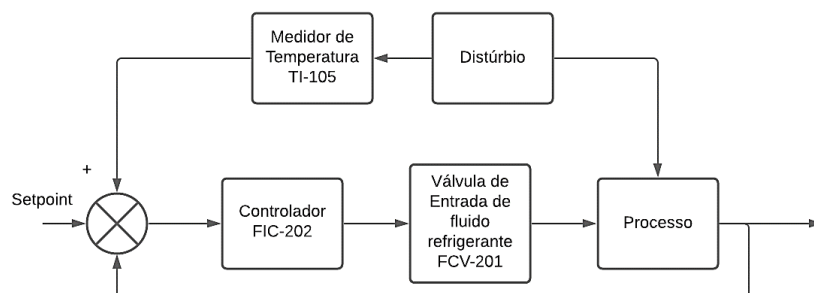 Medidor de
Temperatura
TI-105
Distúrbio
+
Setpoint
Controlador
FIC-202
Válvula de
Entrada de
fluido
refrigerante
FCV-201
Processo